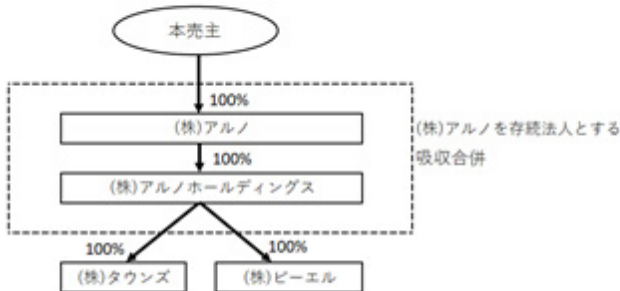 本売主
100%
(株)アルノ
100%
(株)アルノホールディングス
(株)アルノを存続法人とする
吸収合併
100%
100%
(株)タウンズ
(株)ビーエル